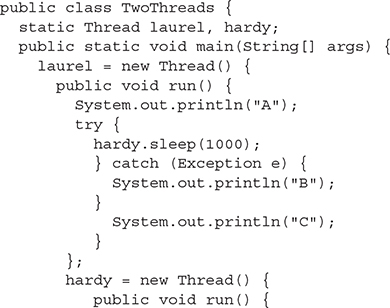 public class TwoThreads {
  static Thread laurel, hardy;
  public static void main(String[] args) {
    laurel = new Thread() {
      public void run() {
        System.out.println("A");
        try {
          hardy.sleep(1000);
          } catch (Exception e) {
            System.out.println("B");
          }
            System.out.println("C");
          }
       };
       hardy = new Thread() {
          public void run() {